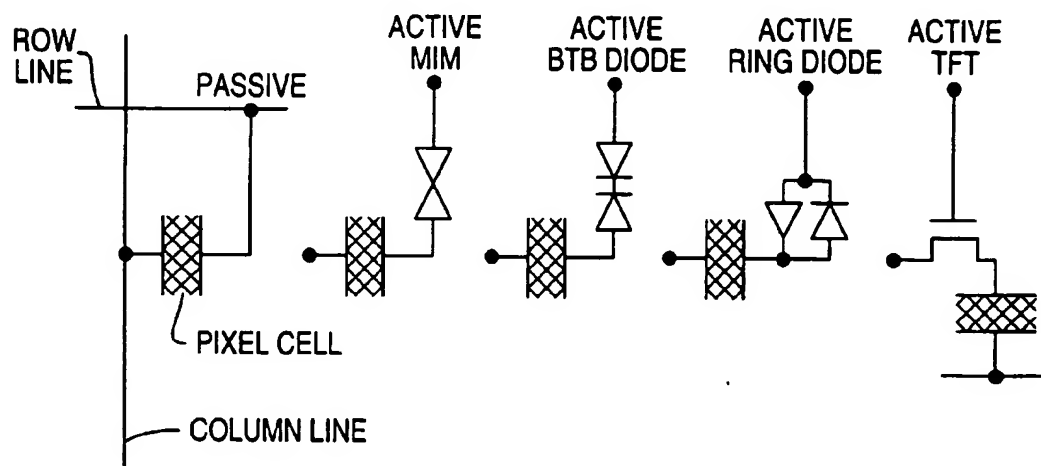 ROW
LINE
PASSIVE
ACTIVE
MIM
ACTIVE
BTB DIODE
ACTIVE
RING DIODE
ACTIVE
TFT
PIXEL CELL
COLUMN LINE